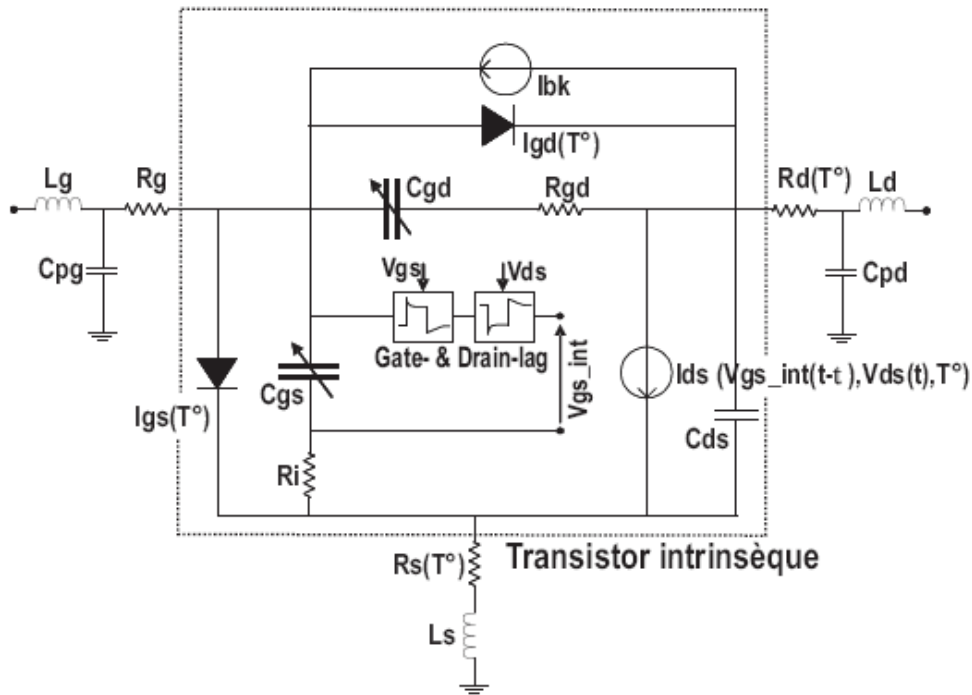 Ibk
Igd(T°)
Lg
Rg
Cgd
Rgd
Rd(T°)
Ld
Cpg
Vgs
Vds
Cpd
Gate- & Drain-lag
Vgs_int
Cgs
Igs(T°)
Ids (Vgs_int(t-t),Vds(t),T°)
Cds
Ri
Rs(T°)
Transistor intrinsèque
Ls